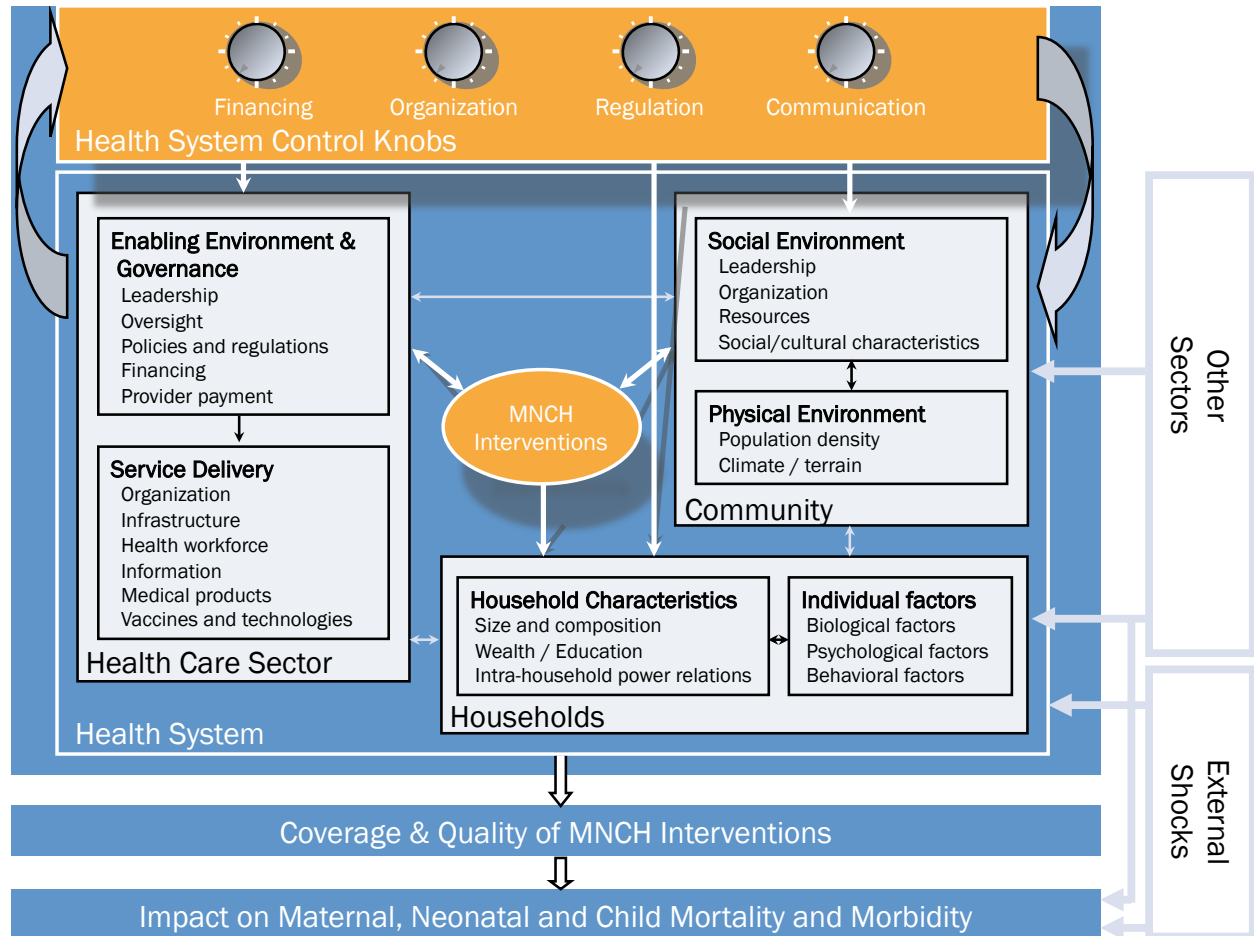 Financing
Organization
Regulation
Communication
Health System Control Knobs
Enabling Environment &
Governance
Leadership
Oversight
Policies and regulations
Financing
Provider payment
Service Delivery
Organization
Infrastructure
Health workforce
Information
Medical products
Vaccines and technologies
Health Care Sector
MNCH
Interventions
Social Environment
Leadership
Organization
Resources
Social/cultural characteristics
Physical Environment
Population density
Climate / terrain
Community
Household Characteristics
Size and composition
Wealth / Education
Intra-household power relations
Individual factors
Biological factors
Psychological factors
Behavioral factors
Households
Health System
Other
Sectors
External
Shocks
Coverage & Quality of MNCH Interventions
Impact on Maternal, Neonatal and Child Mortality and Morbidity